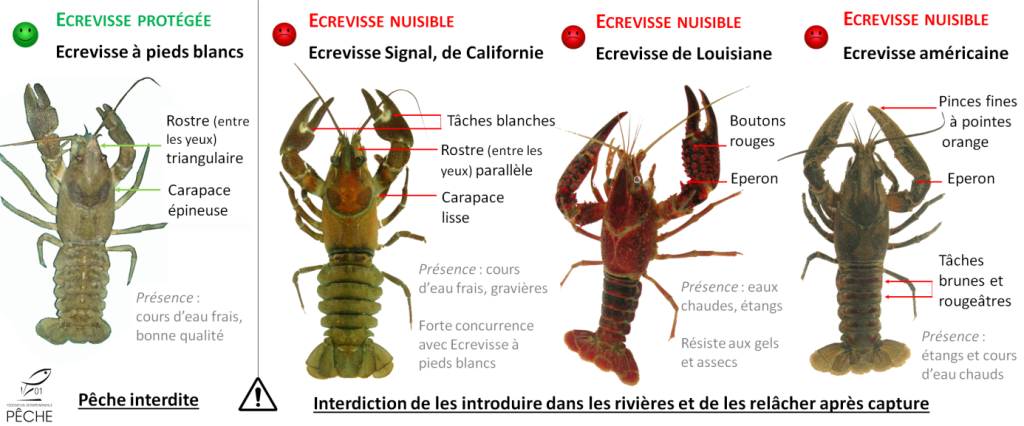 ECREVISSE PROTÉGÉE
Ecrevisse à pieds blancs
Rostre (entre
les yeux)
triangulaire
Carapace
épineuse
Présence :
cours d'eau frais,
bonne qualité
Pêche interdite
01
PÊCHE
ECREVISSE NUISIBLE
Ecrevisse Signal, de Californie
Tâches blanches
Rostre (entre les
yeux) parallèle
Carapace
lisse
Présence : cours
d'eau frais, gravières
Forte concurrence
avec Ecrevisse à
pieds blancs
ECREVISSE NUISIBLE
Ecrevisse de Louisiane
Boutons
rouges
Eperon
Présence : eaux
chaudes, étangs
Résiste aux gels
et assecs
ECREVISSE NUISIBLE
Ecrevisse américaine
Pinces fines
à pointes
orange
Eperon
Tâches
brunes et
rougeâtres
Présence :
étangs et cours
d'eau chauds
Interdiction de les introduire dans les rivières et de les relâcher après capture